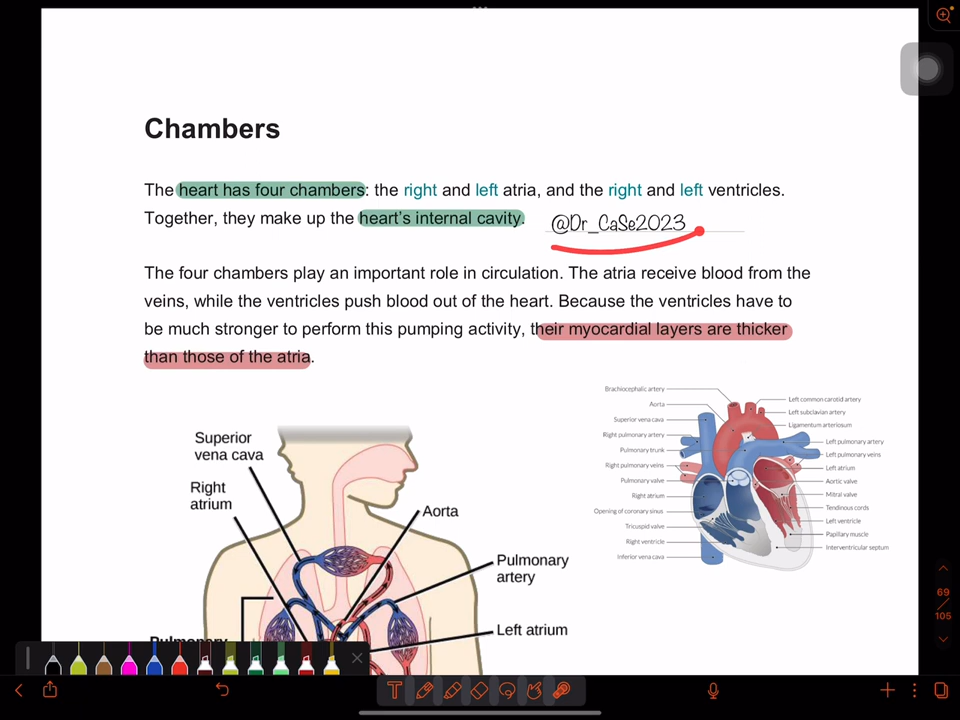 Chambers
The heart has four chambers: the right and left atria, and the right and left ventricles.
Together, they make up the heart’s internal cavity.
@Dr_CaSe2023
The four chambers play an important role in circulation. The atria receive blood from the
veins, while the ventricles push blood out of the heart. Because the ventricles have to
be much stronger to perform this pumping activity, their myocardial layers are thicker
than those of the atria.
Superior
vena cava
Right
atrium
Aorta
Pulmonary
artery
Left atrium
Pulmonary
Brachiocephalic artery
Aorta
Superior vena cava
Right pulmonary artery
Pulmonary trunk
Right pulmonary veins
Pulmonary valve
Right atrium
Opening of coronary sinus
Tricuspid valve
Right ventricle
Inferior vena cava
Left common carotid artery
Left subclavian artery
Ligamentum arteriosum
Left pulmonary artery
Left pulmonary veins
Left atrium
Aortic valve
Mitral valve
Tendinous cords
Left ventricle
Papillary muscle
Interventricular septum
69
105